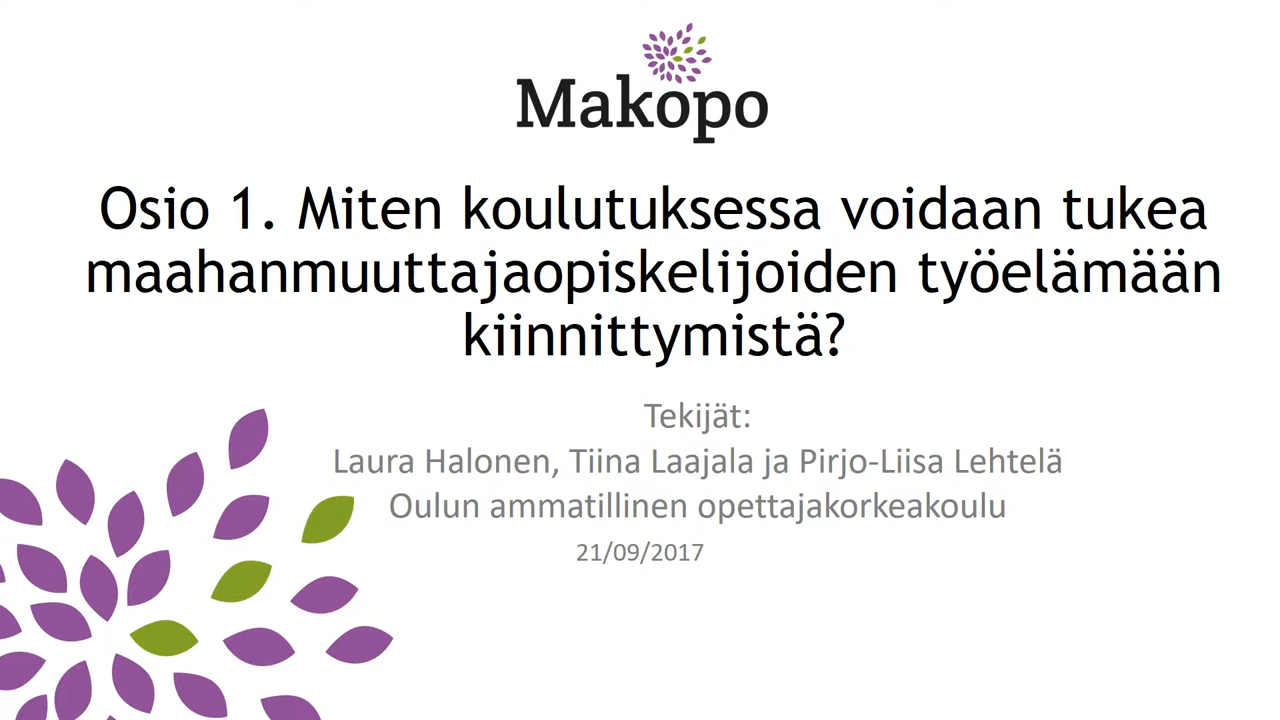 Makopo
Osio 1. Miten koulutuksessa voidaan tukea
maahanmuuttajaopiskelijoiden työelämään
kiinnittymistä?
Tekijät:
Laura Halonen, Tiina Laajala ja Pirjo-Liisa Lehtelä
Oulun ammatillinen opettajakorkeakoulu
21/09/2017